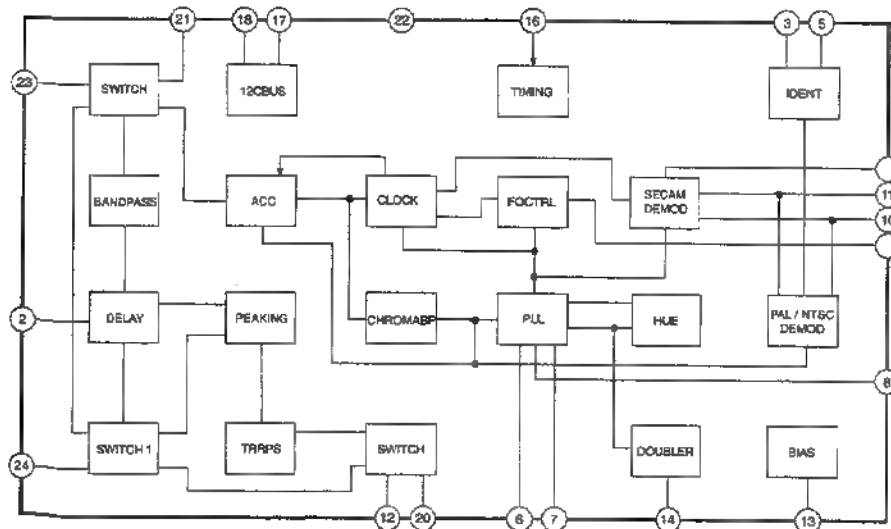 21
18
17
22
16
3
5
23
SWITCH
12CBUS
TIMING
IDENT
BANDPASS
ACC
CLOCK
FOCTRL
SECAM
DEMOD
11
10
2
DELAY
PEAKING
CHROMABP
PLL
HUE
PAL / NTSC
DEMOD
8
24
SWITCH 1
TRRPS
SWITCH
DOUBLER
BIAS
12
20
6
7
14
13